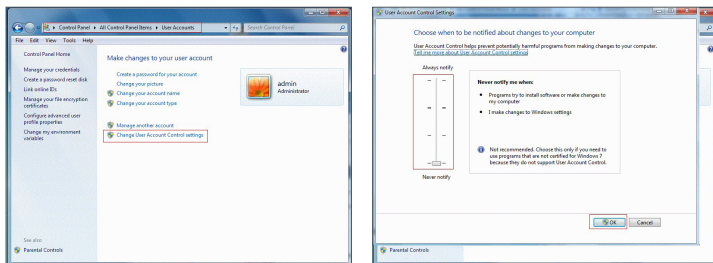 Control Panel ▸ All Control Panel Items ▸ User Accounts
Search Control Panel
File Edit View Tools Help
Control Panel Home
Manage your credentials
Create a password reset disk
Link online IDs
Manage your file encryption
certificates
Configure advanced user
profile properties
Change my environment
variables
See also
Parental Controls
Make changes to your user account
Create a password for your account
Change your picture
Change your account name
Change your account type
Manage another account
Change User Account Control settings
admin
Administrator
User Account Control Settings
Choose when to be notified about changes to your computer
User Account Control helps prevent potentially harmful programs from making changes to your computer.
Tell me more about User Account Control settings
Always notify
Never notify
Never notify me when:
• Programs try to install software or make changes to
my computer
• I make changes to Windows settings
Not recommended. Choose this only if you need to
use programs that are not certified for Windows 7
because they do not support User Account Control.
OK Cancel
Parental Controls